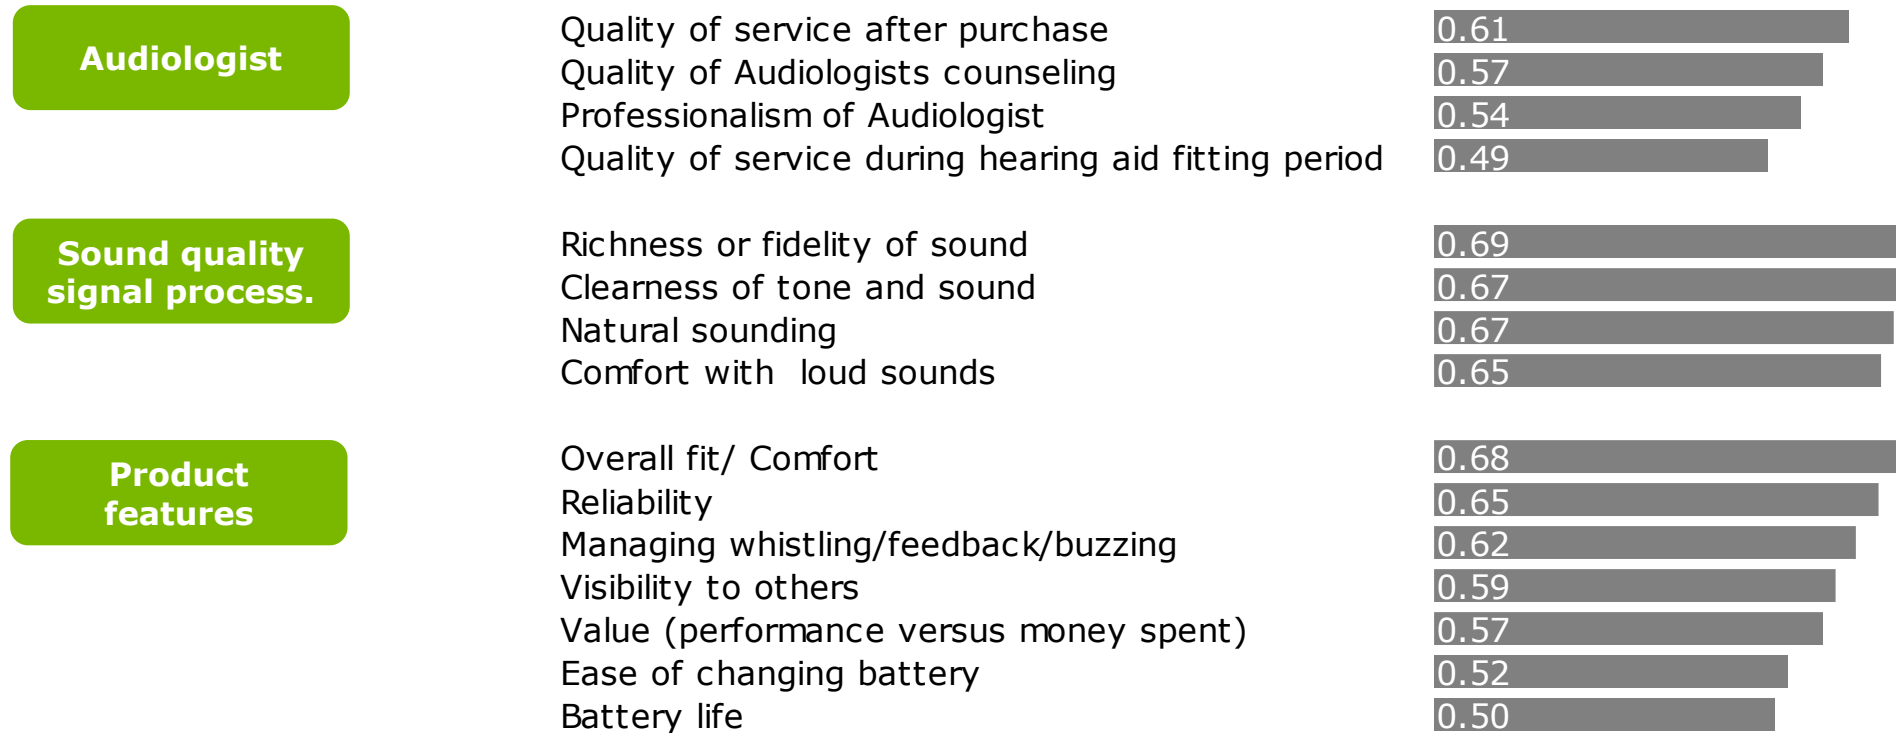 Audiologist
Quality of service after purchase 0.61
Quality of Audiologists counseling 0.57
Professionalism of Audiologist 0.54
Quality of service during hearing aid fitting period 0.49
Sound quality
signal process.
Richness or fidelity of sound 0.69
Clearness of tone and sound 0.67
Natural sounding 0.67
Comfort with loud sounds 0.65
Product
features
Overall fit/ Comfort 0.68
Reliability 0.65
Managing whistling/feedback/buzzing 0.62
Visibility to others 0.59
Value (performance versus money spent) 0.57
Ease of changing battery 0.52
Battery life 0.50